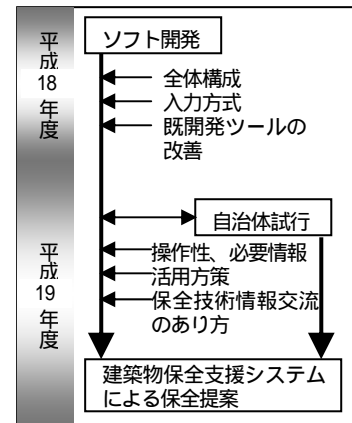 平成18年度
ソフト開発
全体構成
入力方式
既開発ツールの
改善
平成19年度
自治体試行
操作性、必要情報
活用方策
保全技術情報交流
のあり方
建築物保全支援システム
による保全提案